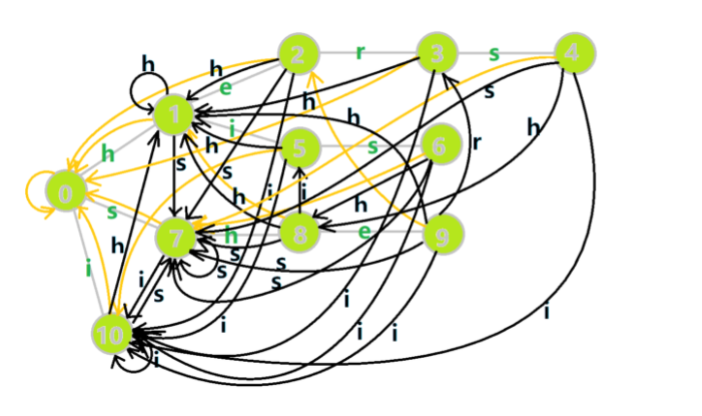 2 r 3 s 4
h h
e s
h h
1 i h r h
h s h 5 s 6
s i i
0 h h
s 7 h 8 e 9
h s
i i s s s
s i i
10 i i i
i